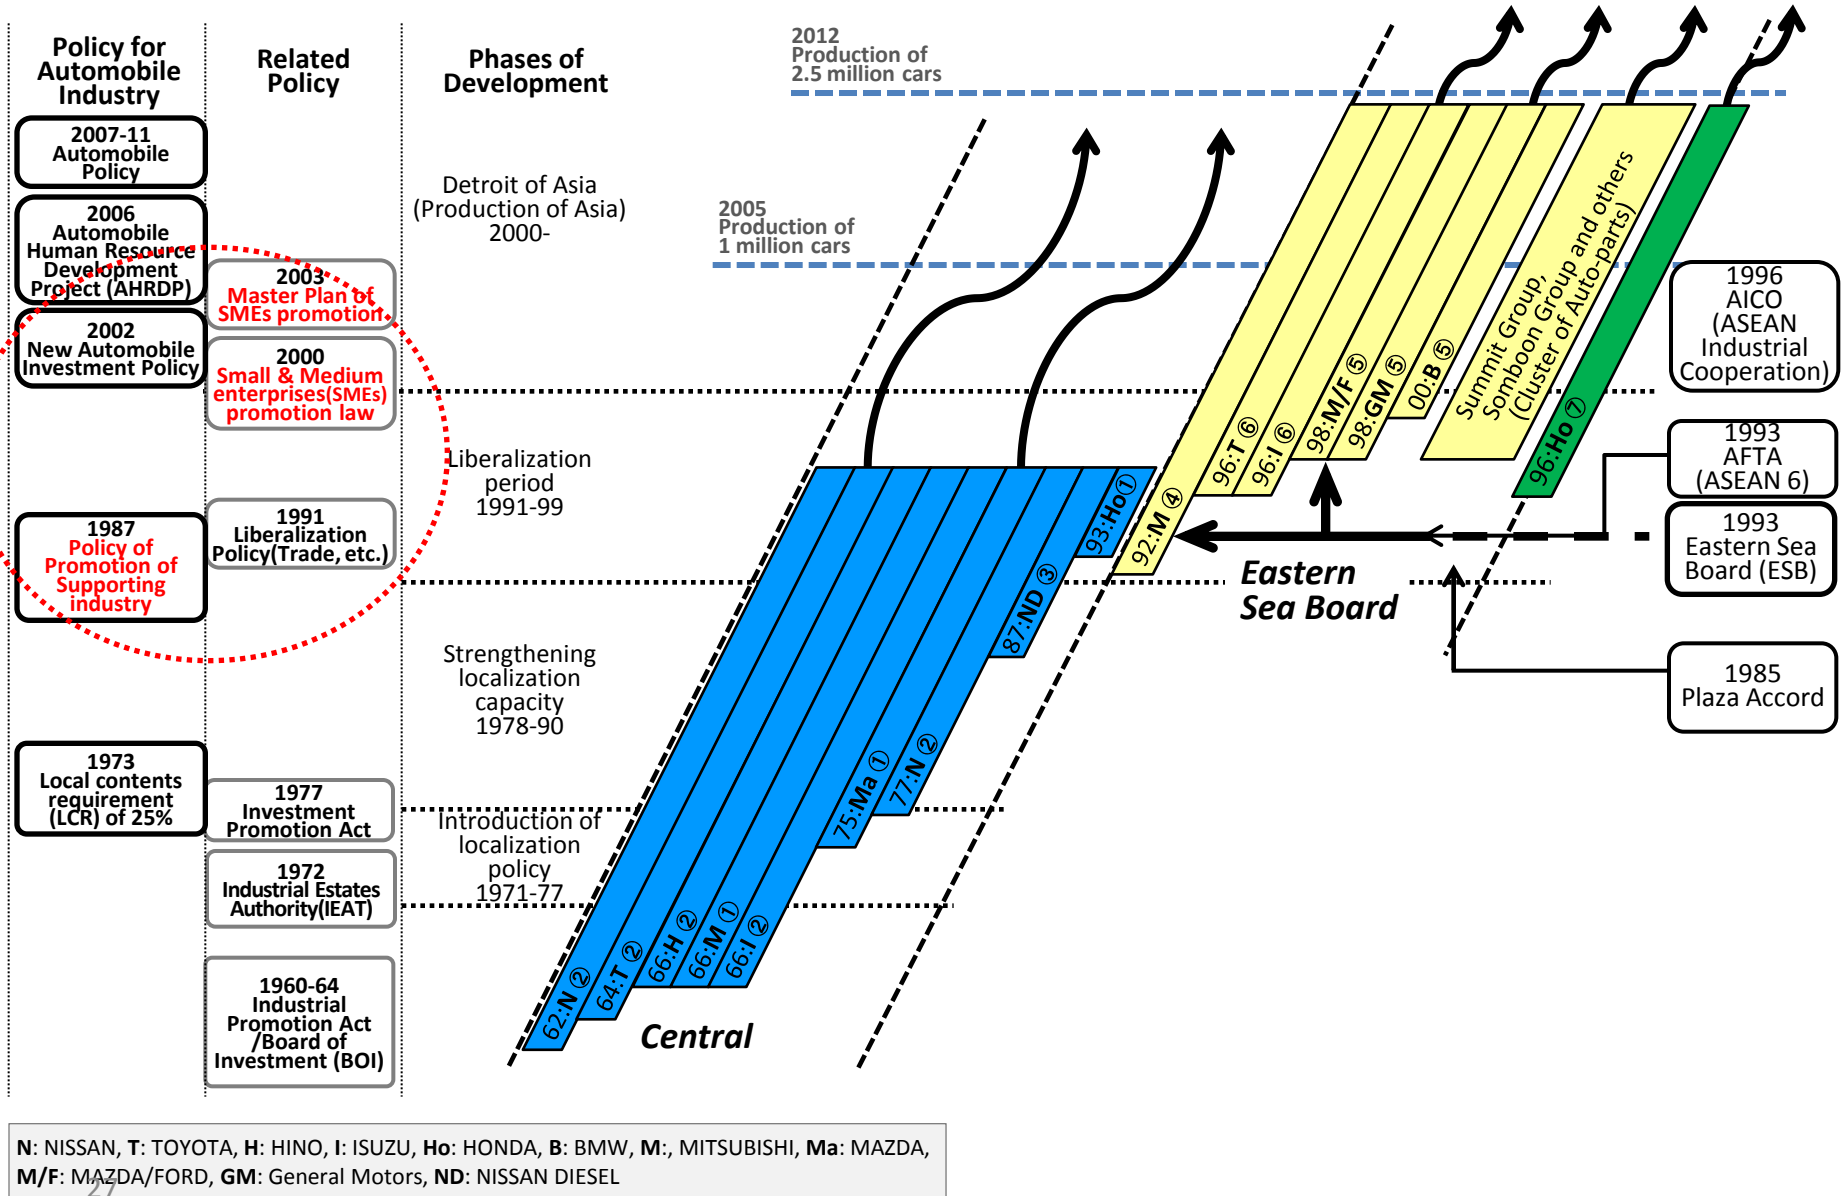 Policy for
Automobile
Industry
Related
Policy
Phases of
Development
2007-11
Automobile
Policy
2006
Automobile
Human Resource
Development
Project (AHRDP)
2002
New Automobile
Investment Policy
1987
Policy of
Promotion of
Supporting
industry
1973
Local contents
requirement
(LCR) of 25%
2003
Master Plan of
SMEs promotion
2000
Small & Medium
enterprises(SMEs)
promotion law
1991
Liberalization
Policy(Trade, etc.)
1977
Investment
Promotion Act
1972
Industrial Estates
Authority(IEAT)
1960-64
Industrial
Promotion Act
/Board of
Investment (BOI)
Detroit of Asia
(Production of Asia)
2000-
Liberalization
period
1991-99
Strengthening
localization
capacity
1978-90
Introduction of
localization
policy
1971-77
2012
Production of
2.5 million cars
2005
Production of
1 million cars
62:N ②
64:T ②
66:H ②
66:M ①
66:I ②
75:Ma ①
77:N ②
87:ND ③
93:Ho①
Central
92:M ④
96:T ⑥
96:I ⑥
98:M/F ⑤
98:GM ⑤
00:B ⑤
Summit Group,
Somboon Group and others
(Cluster of Auto-parts)
96:Ho ⑦
Eastern
Sea Board
1996
AICO
(ASEAN
Industrial
Cooperation)
1993
AFTA
(ASEAN 6)
1993
Eastern Sea
Board (ESB)
1985
Plaza Accord
N: NISSAN, T: TOYOTA, H: HINO, I: ISUZU, Ho: HONDA, B: BMW, M:, MITSUBISHI, Ma: MAZDA,
M/F: MAZDA/FORD, GM: General Motors, ND: NISSAN DIESEL
27